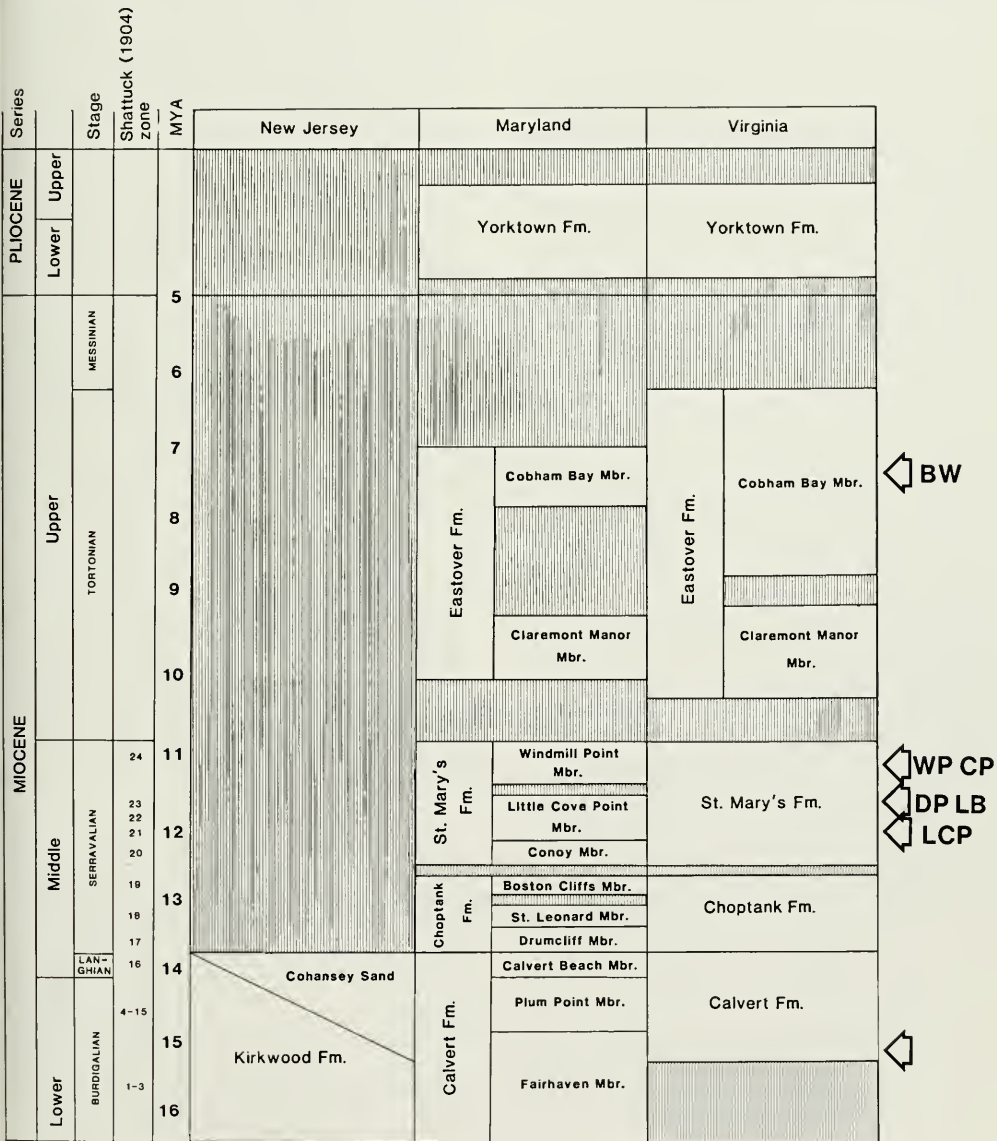 Series
Stage
Shattuck (1904)
zone
MYA
New Jersey
Maryland
Virginia
PLIOCENE
Upper
Lower
Yorktown Fm.
Yorktown Fm.
5
MIOCENE
Upper
MESSINIAN
6
7
TORTONIAN
8
9
10
Eastover Fm.
Cobham Bay Mbr.
Claremont Manor
Mbr.
Eastover Fm.
Cobham Bay Mbr.
Claremont Manor
Mbr.
BW
Middle
SERRAVALIAN
24
11
23
22
21
12
20
19
13
18
17
St. Mary's
Fm.
Windmill Point
Mbr.
LIttle Cove Point
Mbr.
Conoy Mbr.
St. Mary's Fm.
WP CP
DP LB
LCP
Choptank
Fm.
Boston Cliffs Mbr.
St. Leonard Mbr.
Drumcliff Mbr.
Choptank Fm.
LAN-
GHIAN
16
14
Cohansey Sand
Kirkwood Fm.
Calvert Fm.
Calvert Beach Mbr.
Plum Point Mbr.
Fairhaven Mbr.
Calvert Fm.
Lower
BURDIGALIAN
4-15
15
1-3
16